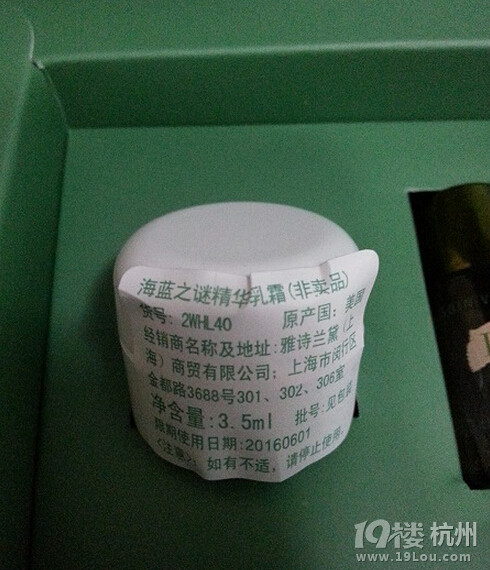 海蓝之谜精华乳霜(非卖品)
货号: 2WHL40 原产国: 美国
经销商名称及地址: 雅诗兰黛(上
海)商贸有限公司; 上海市闵行区
金都路3688号301、302、306室
净含量: 3.5ml 批号: 见包装
限期使用日期: 20160601
<注意>: 如有不适, 请停止使用.
19楼 杭州
www.19Lou.com